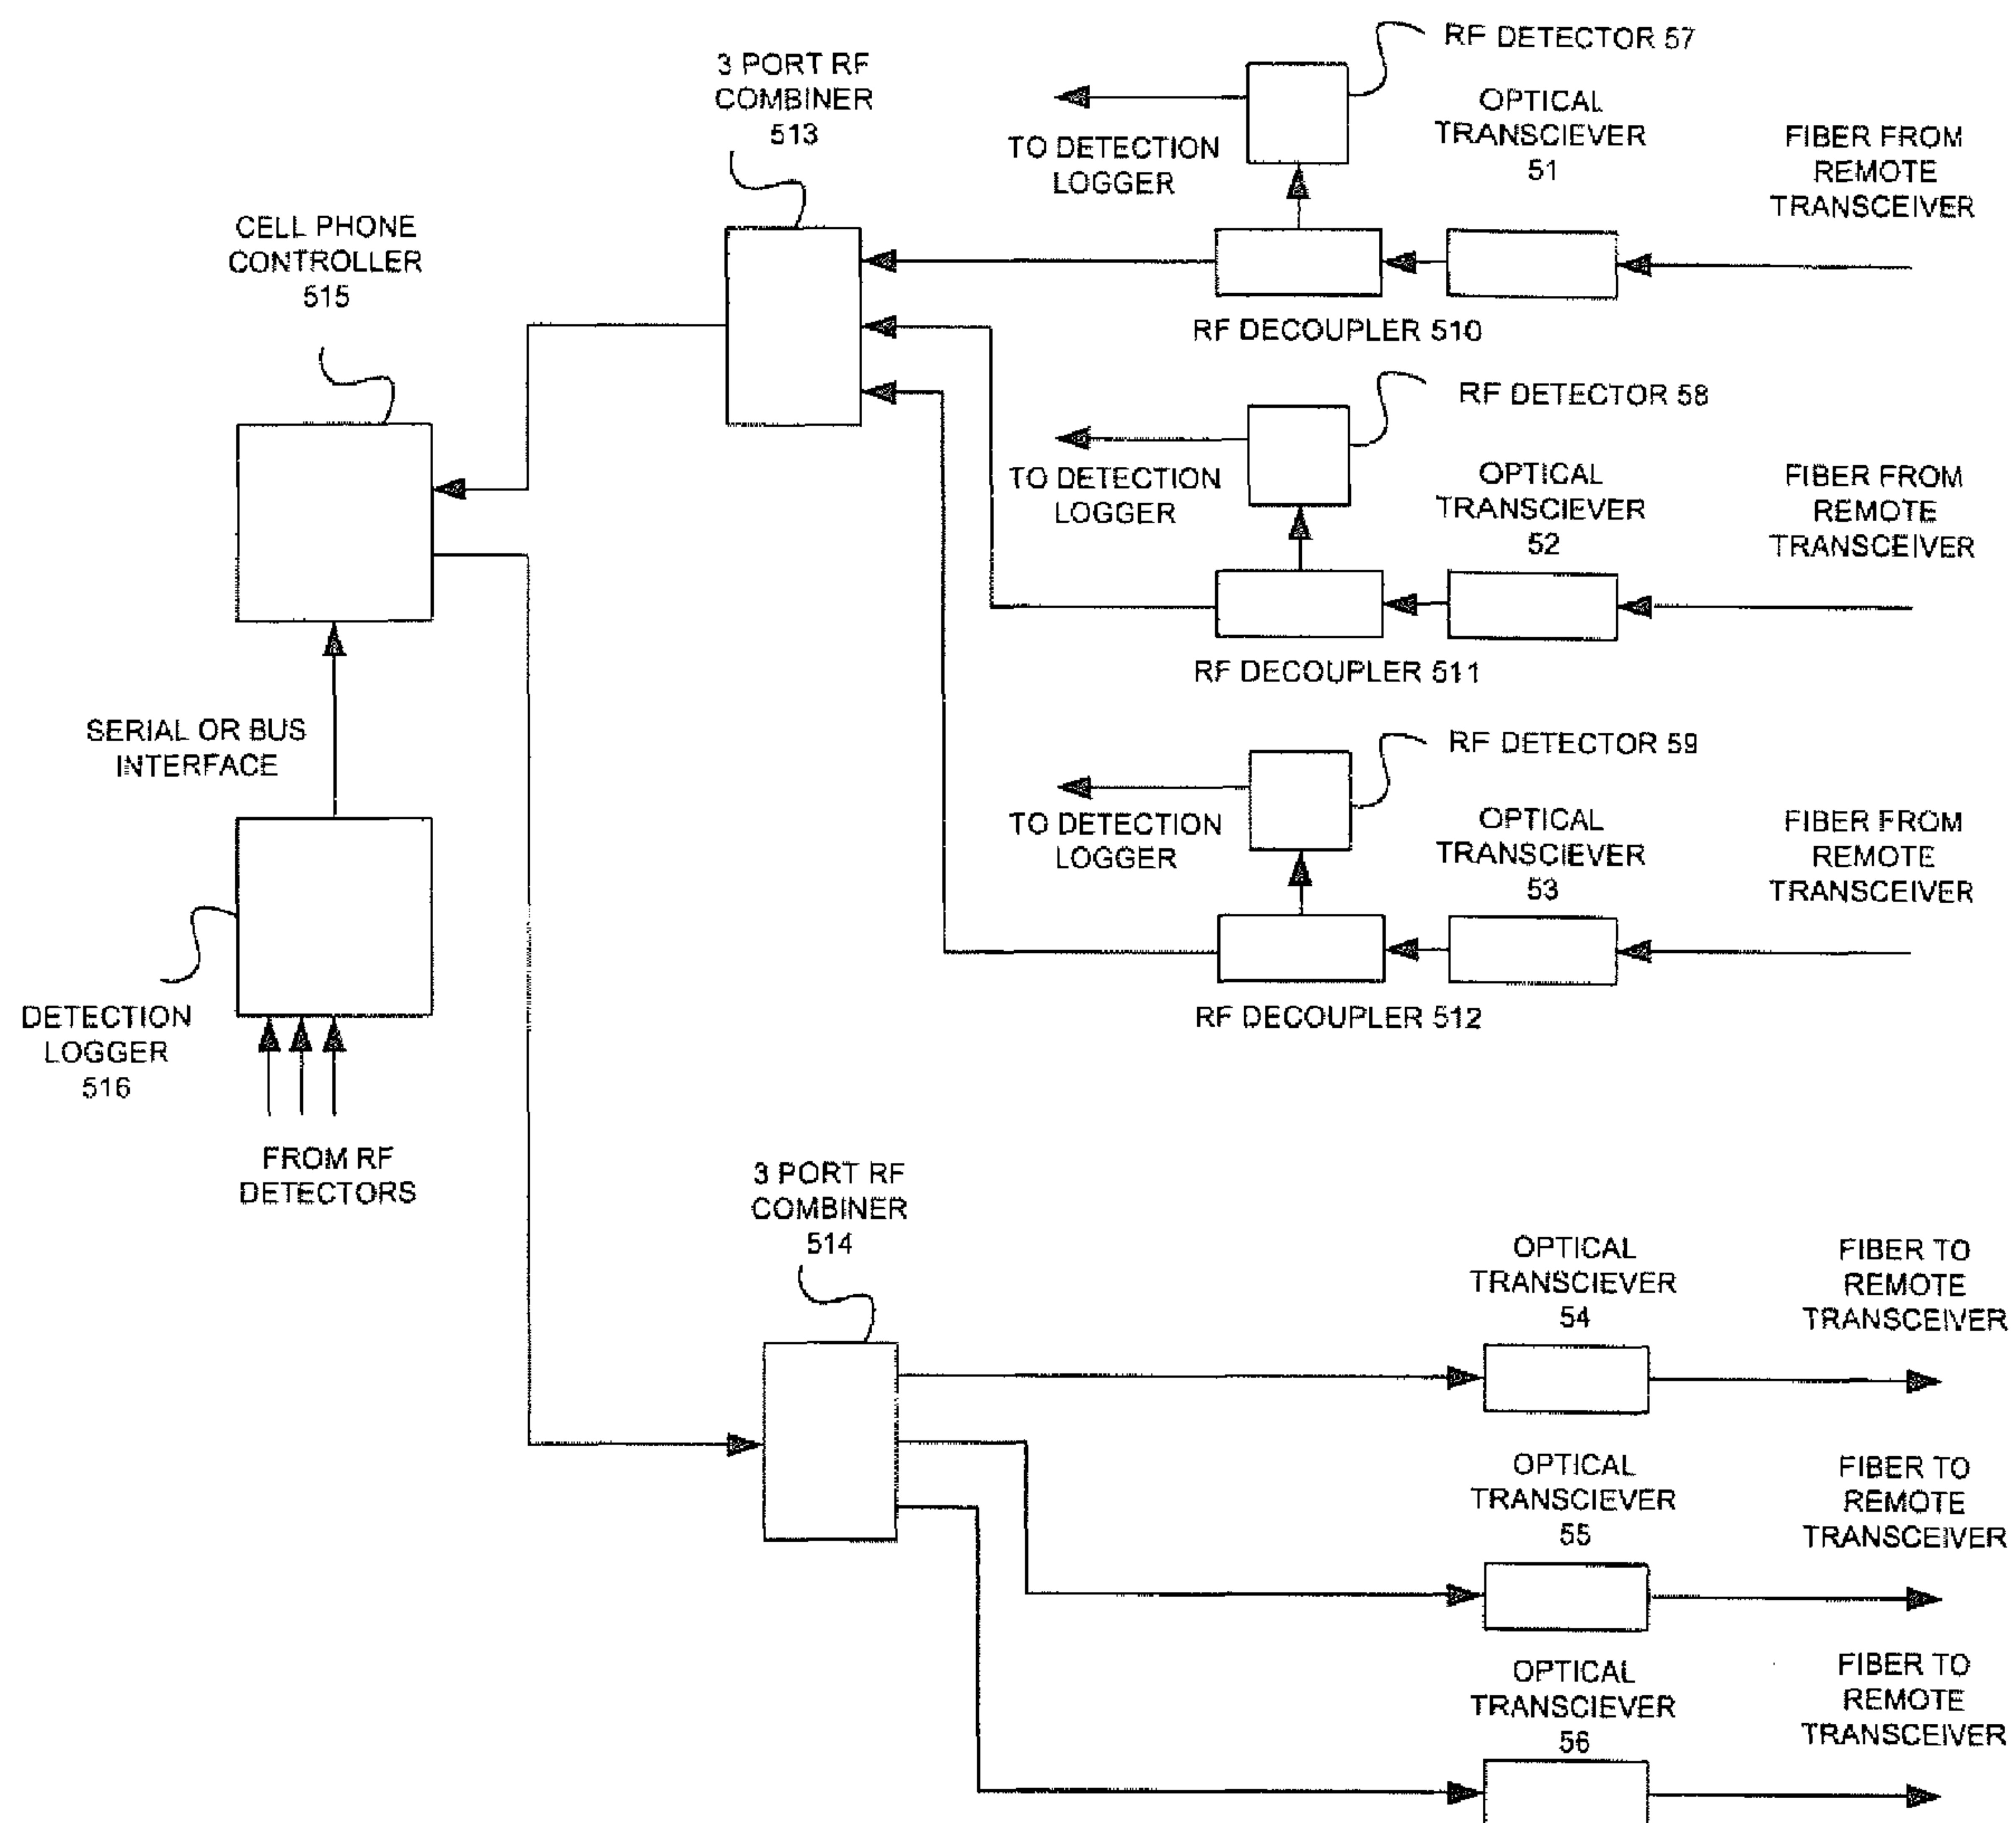 RF DETECTOR 57
3 PORT RF
COMBINER
513
OPTICAL
TRANSCIEVER
51
FIBER FROM
REMOTE
TRANSCEIVER
TO DETECTION
LOGGER
CELL PHONE
CONTROLLER
515
RF DECOUPLER 510
RF DETECTOR 58
TO DETECTION
LOGGER
OPTICAL
TRANSCIEVER
52
FIBER FROM
REMOTE
TRANSCEIVER
RF DECOUPLER 511
SERIAL OR BUS
INTERFACE
RF DETECTOR 59
TO DETECTION
LOGGER
OPTICAL
TRANSCIEVER
53
FIBER FROM
REMOTE
TRANSCEIVER
RF DECOUPLER 512
DETECTION
LOGGER
516
FROM RF
DETECTORS
3 PORT RF
COMBINER
514
OPTICAL
TRANSCIEVER
54
FIBER TO
REMOTE
TRANSCEIVER
OPTICAL
TRANSCIEVER
55
FIBER TO
REMOTE
TRANSCEIVER
OPTICAL
TRANSCIEVER
56
FIBER TO
REMOTE
TRANSCEIVER